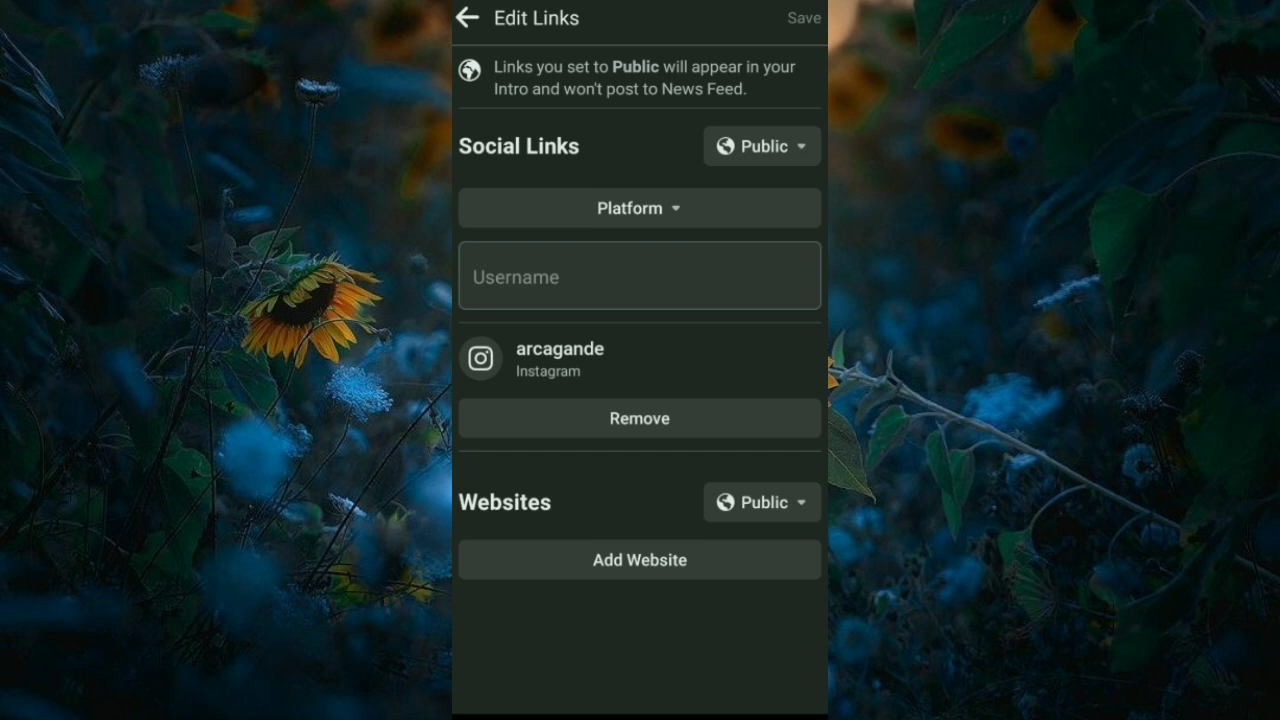 Edit Links
Save
Links you set to Public will appear in your
Intro and won't post to News Feed.
Social Links
Public
Platform
Username
arcagande
Instagram
Remove
Websites
Public
Add Website